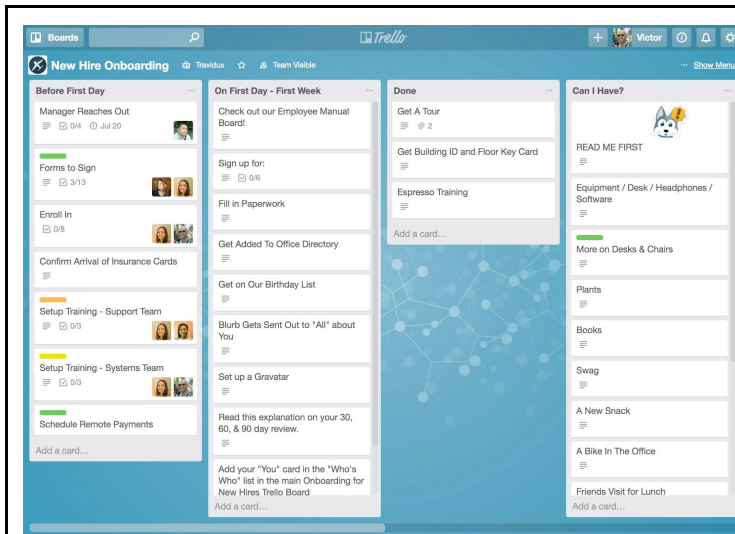 Boards
Trello
+
Victor
New Hire Onboarding
Travidux
Team Visible
... Show Menu
Before First Day
...
Manager Reaches Out
0/4
Jul 20
Forms to Sign
3/13
Enroll In
0/8
Confirm Arrival of Insurance Cards
Setup Training - Support Team
0/3
Setup Training - Systems Team
0/3
Schedule Remote Payments
Add a card…
On First Day - First Week
...
Check out our Employee Manual
Board!
Sign up for:
0/6
Fill in Paperwork
Get Added To Office Directory
Get on Our Birthday List
Blurb Gets Sent Out to "All" about
You
Set up a Gravatar
Read this explanation on your 30,
60, & 90 day review.
Add your "You" card in the "Who's
Who" list in the main Onboarding for
New Hires Trello Board
Add a card…
Done
...
Get A Tour
2
Get Building ID and Floor Key Card
Espresso Training
Add a card…
Can I Have?
...
READ ME FIRST
Equipment / Desk / Headphones /
Software
More on Desks & Chairs
Plants
Books
Swag
A New Snack
A Bike In The Office
Friends Visit for Lunch
Add a card…